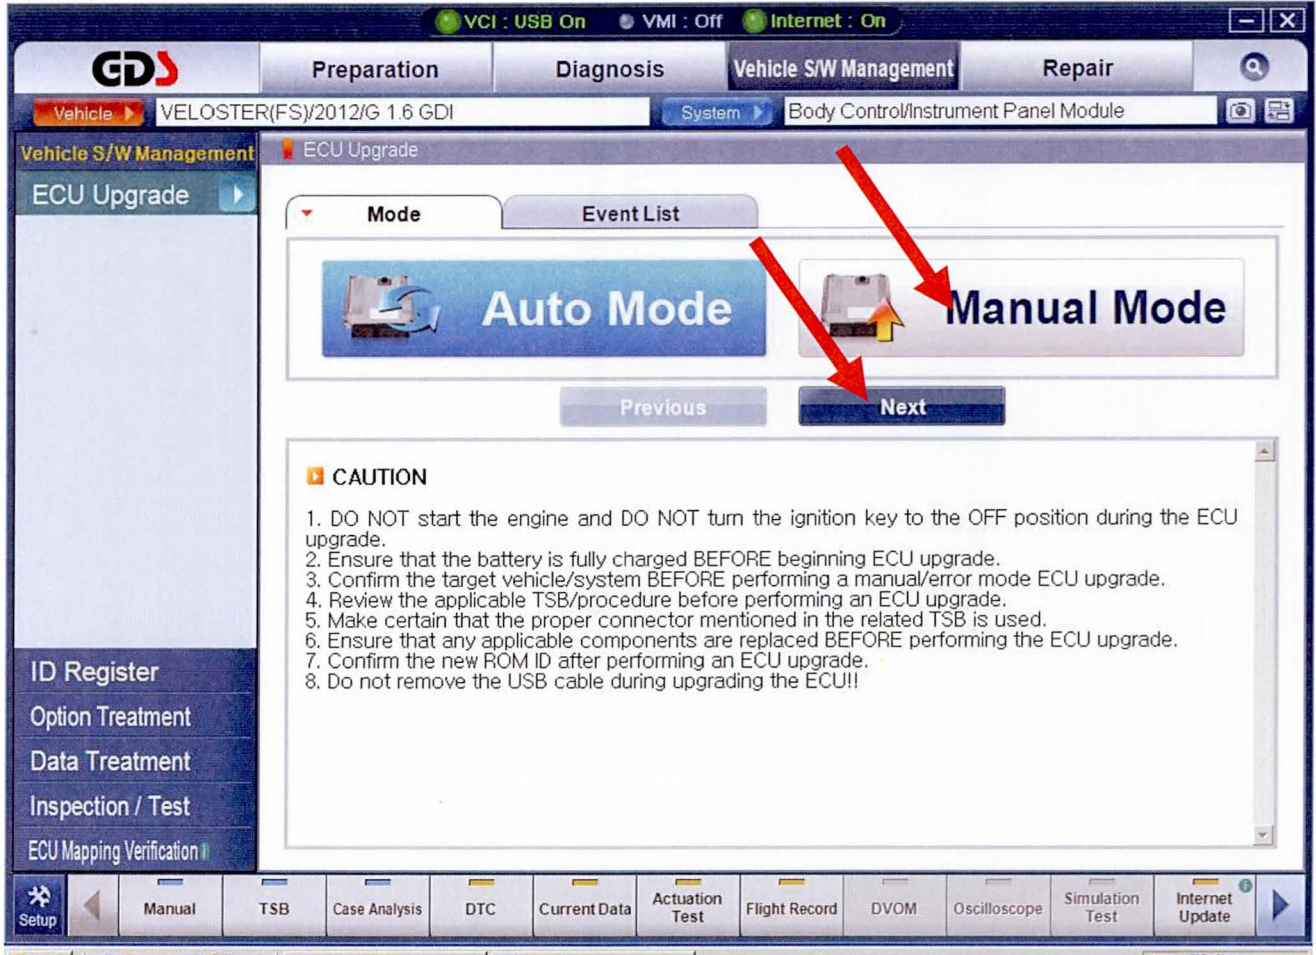 VCI : USB On VMI : Off Internet : On
GDS Preparation Diagnosis Vehicle S/W Management Repair
Vehicle VELOSTER(FS)/2012/G 1.6 GDI System Body Control/Instrument Panel Module
Vehicle S/W Management
ECU Upgrade
ECU Upgrade
Mode Event List
Auto Mode Manual Mode
Previous Next
CAUTION
1. DO NOT start the engine and DO NOT turn the ignition key to the OFF position during the ECU
upgrade.
2. Ensure that the battery is fully charged BEFORE beginning ECU upgrade.
3. Confirm the target vehicle/system BEFORE performing a manual/error mode ECU upgrade.
4. Review the applicable TSB/procedure before performing an ECU upgrade.
5. Make certain that the proper connector mentioned in the related TSB is used.
6. Ensure that any applicable components are replaced BEFORE performing the ECU upgrade.
7. Confirm the new ROM ID after performing an ECU upgrade.
8. Do not remove the USB cable during upgrading the ECU!!
ID Register
Option Treatment
Data Treatment
Inspection / Test
ECU Mapping Verification
Setup Manual TSB Case Analysis DTC Current Data Actuation Test Flight Record DVOM Oscilloscope Simulation Test Internet Update